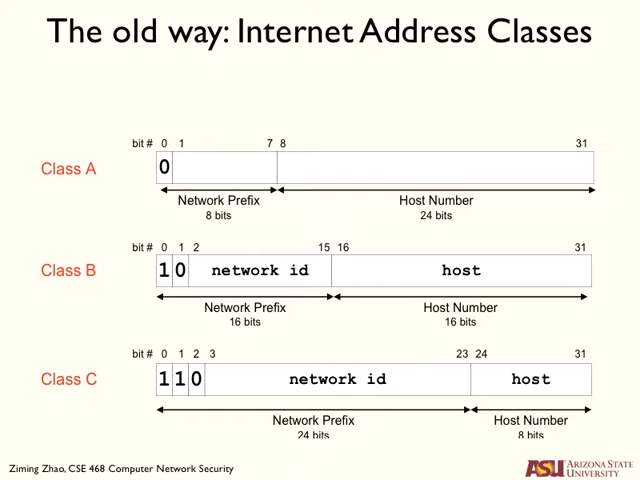 The old way: Internet Address Classes
bit # 0 1 7 8 31
Class A 0
Network Prefix Host Number
8 bits 24 bits
bit # 0 1 2 15 16 31
Class B 1 0 network id host
Network Prefix Host Number
16 bits 16 bits
bit # 0 1 2 3 23 24 31
Class C 1 1 0 network id host
Network Prefix Host Number
24 bits 8 bits
Ziming Zhao, CSE 468 Computer Network Security
ASU ARIZONA STATE
UNIVERSITY